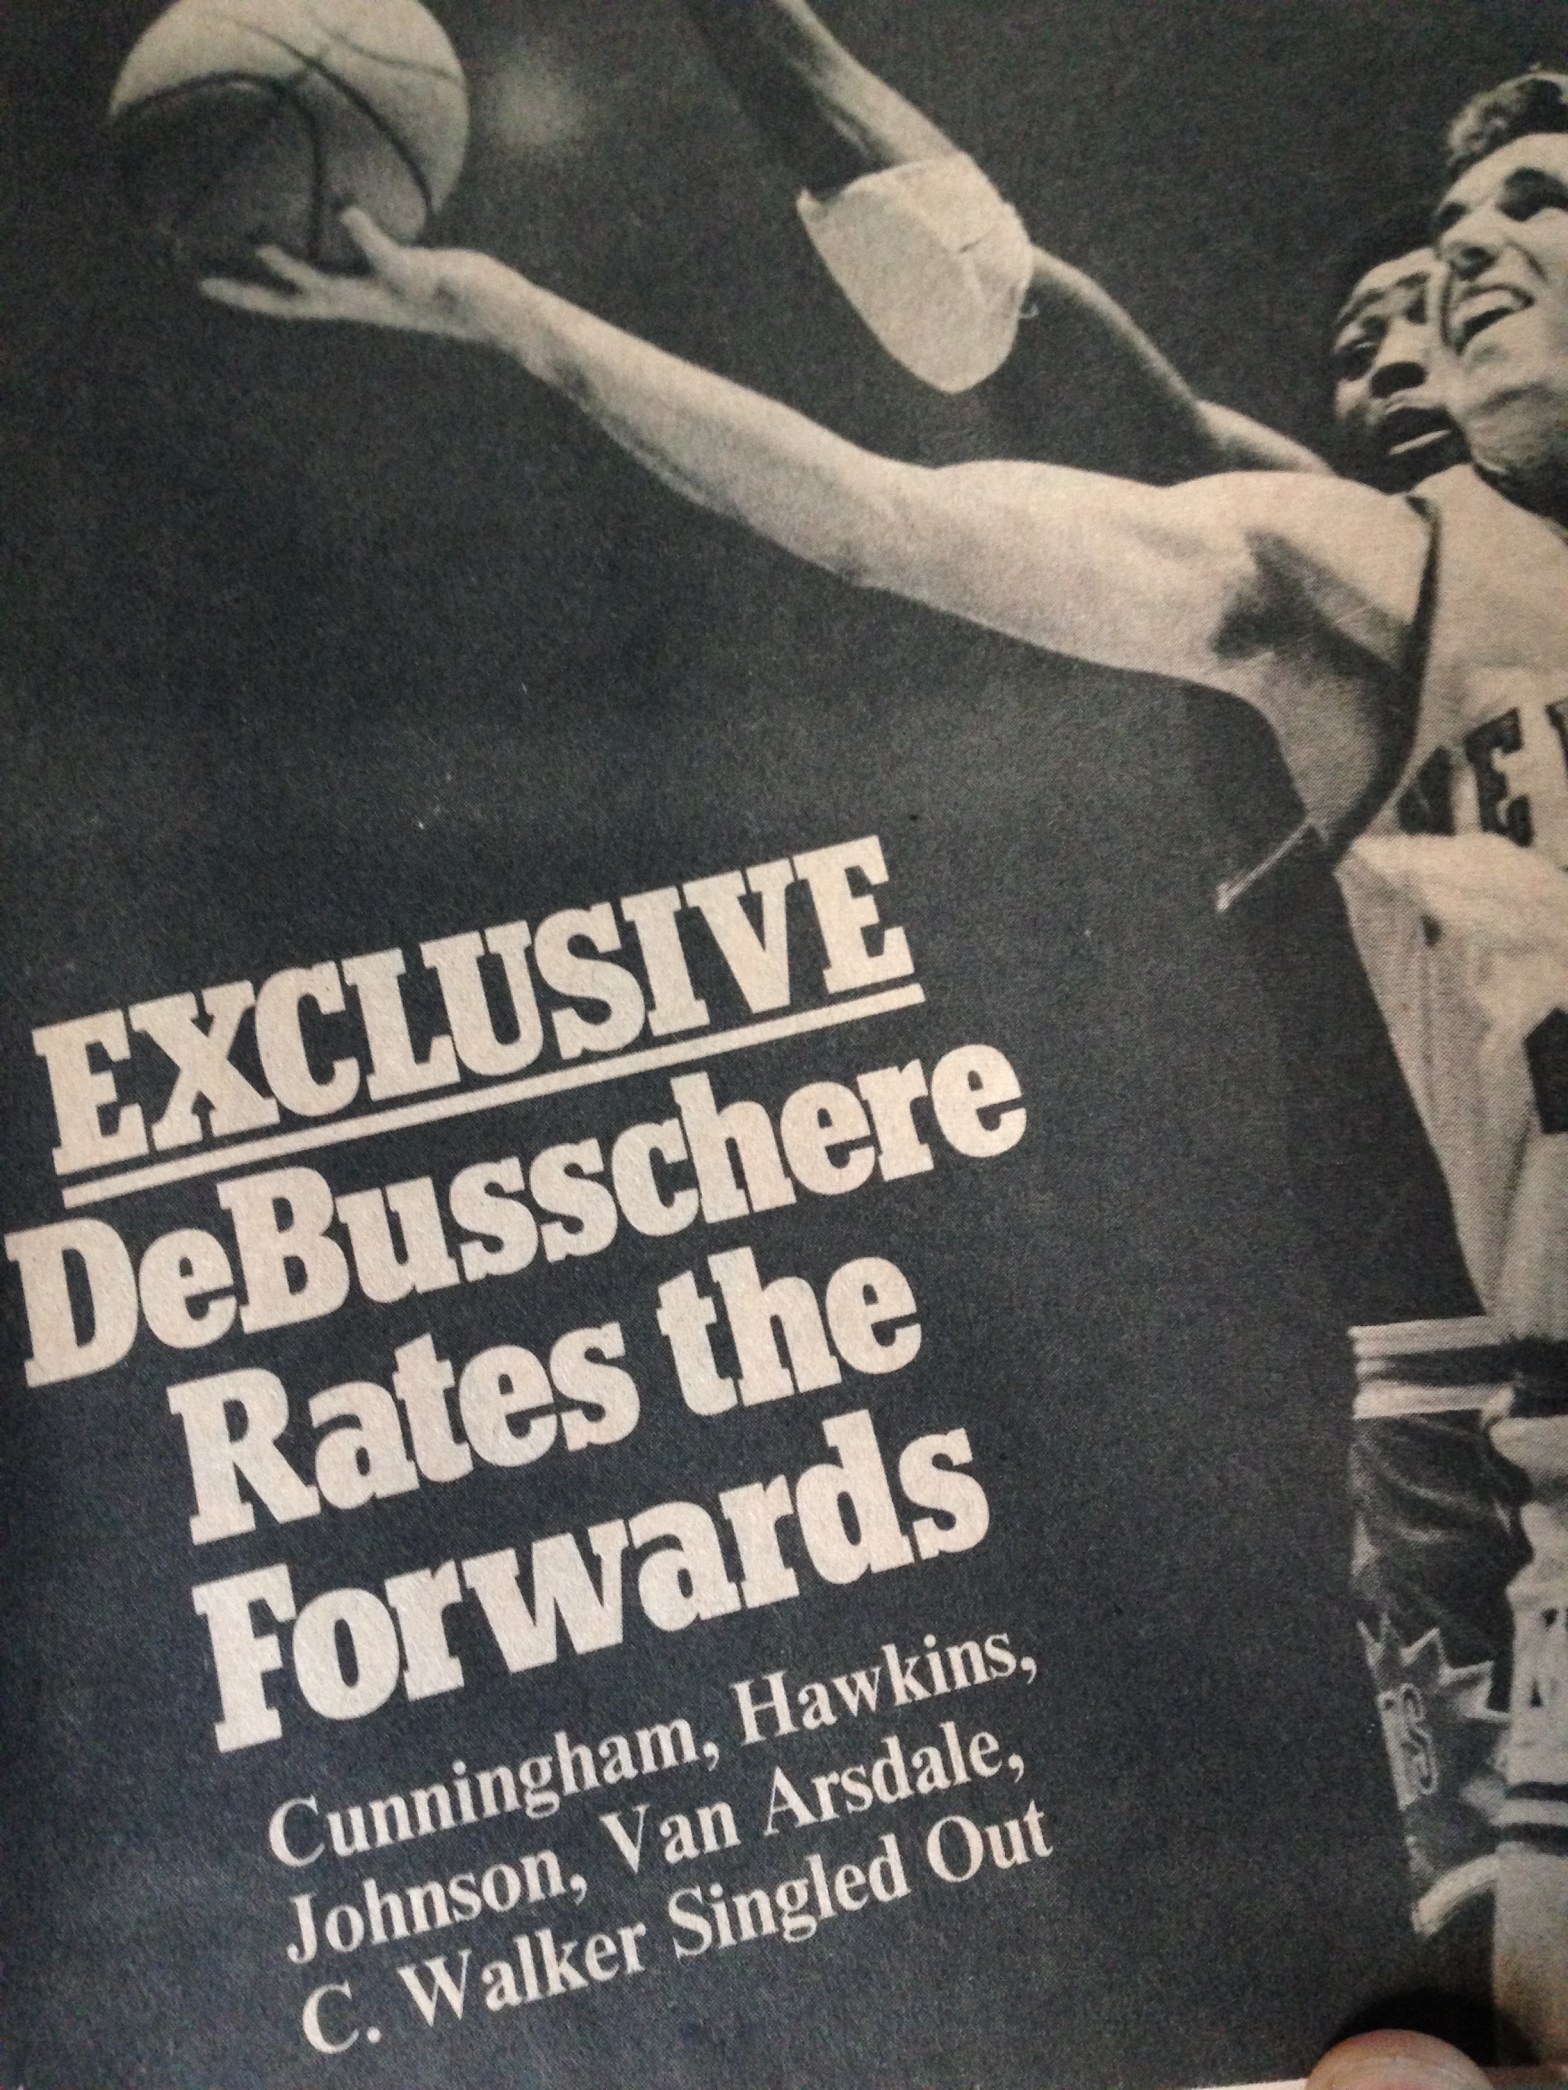 EXCLUSIVE
DeBusschere
Rates the
Forwards
Cunningham, Hawkins,
Johnson, Van Arsdale,
C. Walker Singled Out